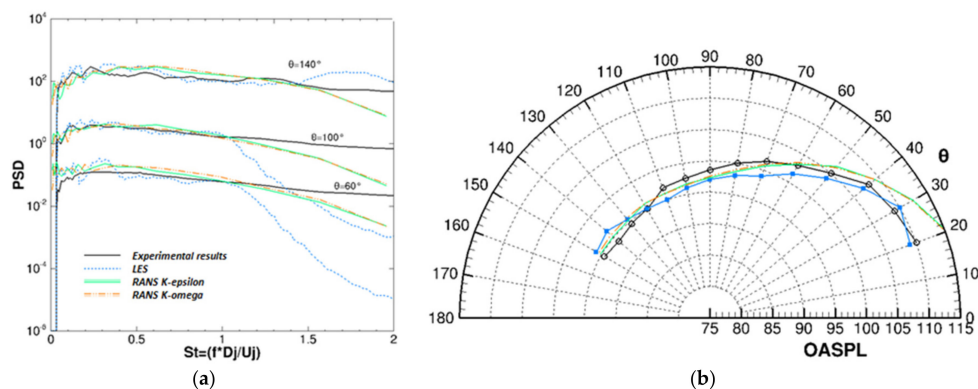 (a)
10⁴
10²
10⁰
10⁻²
10⁻⁴
10⁻⁶
PSD
θ=140°
θ=100°
θ=60°
Experimental results
LES
RANS K-epsilon
RANS K-omega
0 0.5 1 1.5 2
St=(f*Dj/Uj)
(a)
(b)
90
100 80
110 70
120 60
130 50
140 40
150 30
160 20
170 10
180 0
θ
75 80 85 90 95 100 105 110 115
OASPL
(b)